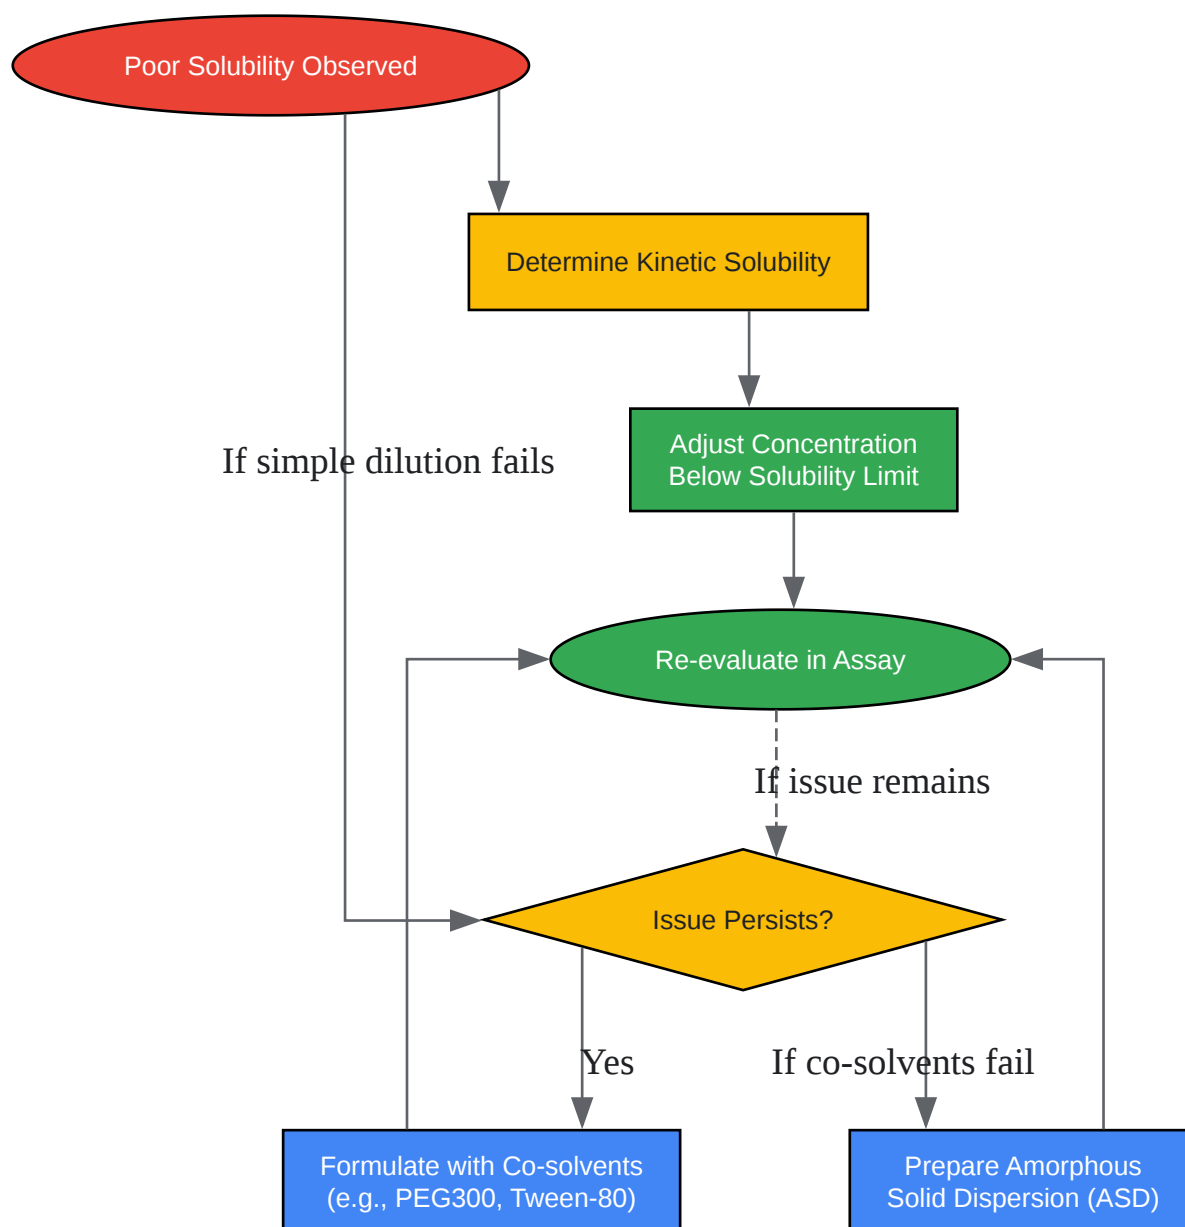 Poor Solubility Observed
Determine Kinetic Solubility
Adjust Concentration
Below Solubility Limit
If simple dilution fails
Re-evaluate in Assay
If issue remains
Issue Persists?
Yes
If co-solvents fail
Formulate with Co-solvents
(e.g., PEG300, Tween-80)
Prepare Amorphous
Solid Dispersion (ASD)